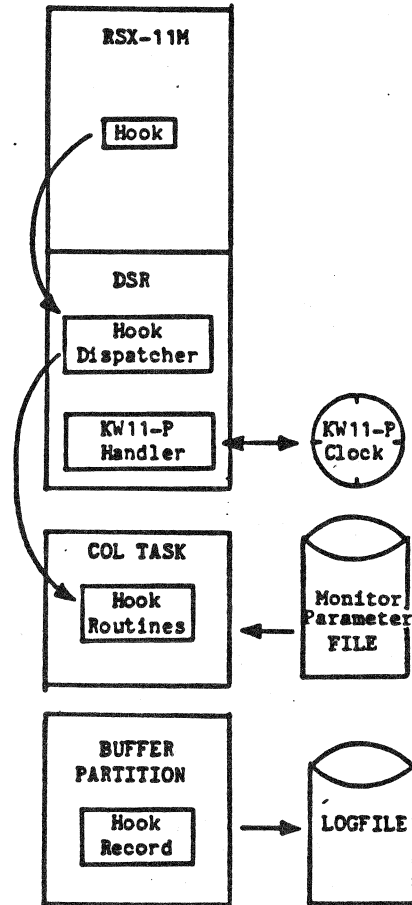 RSX-11M
Hook
DSR
Hook
Dispatcher
KW11-P
Handler
KW11-P
Clock
COL TASK
Hook
Routines
Monitor
Parameter
FILE
BUFFER
PARTITION
Hook
Record
LOGFILE